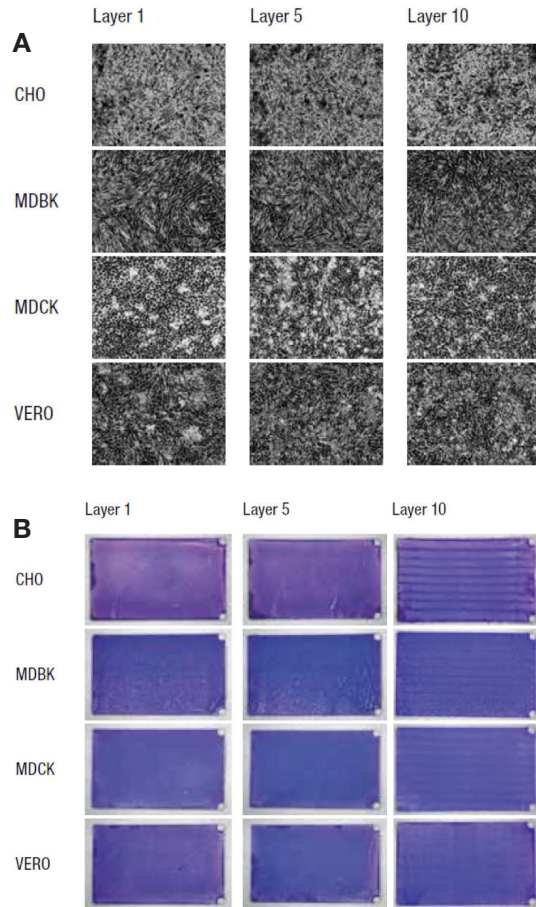 Layer 1 Layer 5 Layer 10
A
CHO
MDBK
MDCK
VERO
Layer 1 Layer 5 Layer 10
B
CHO
MDBK
MDCK
VERO